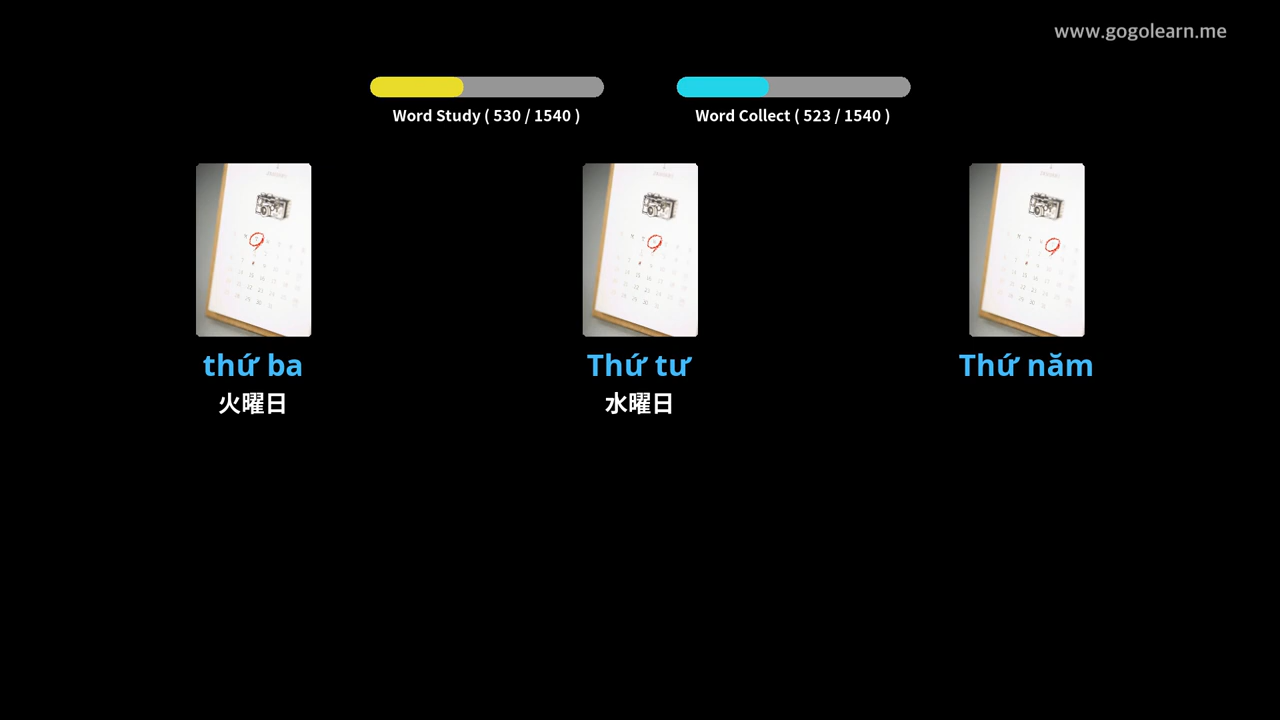 www.gogolearn.me
Word Study ( 530 / 1540 )
Word Collect ( 523 / 1540 )
thứ ba
Thứ tư
Thứ năm
火曜日
水曜日